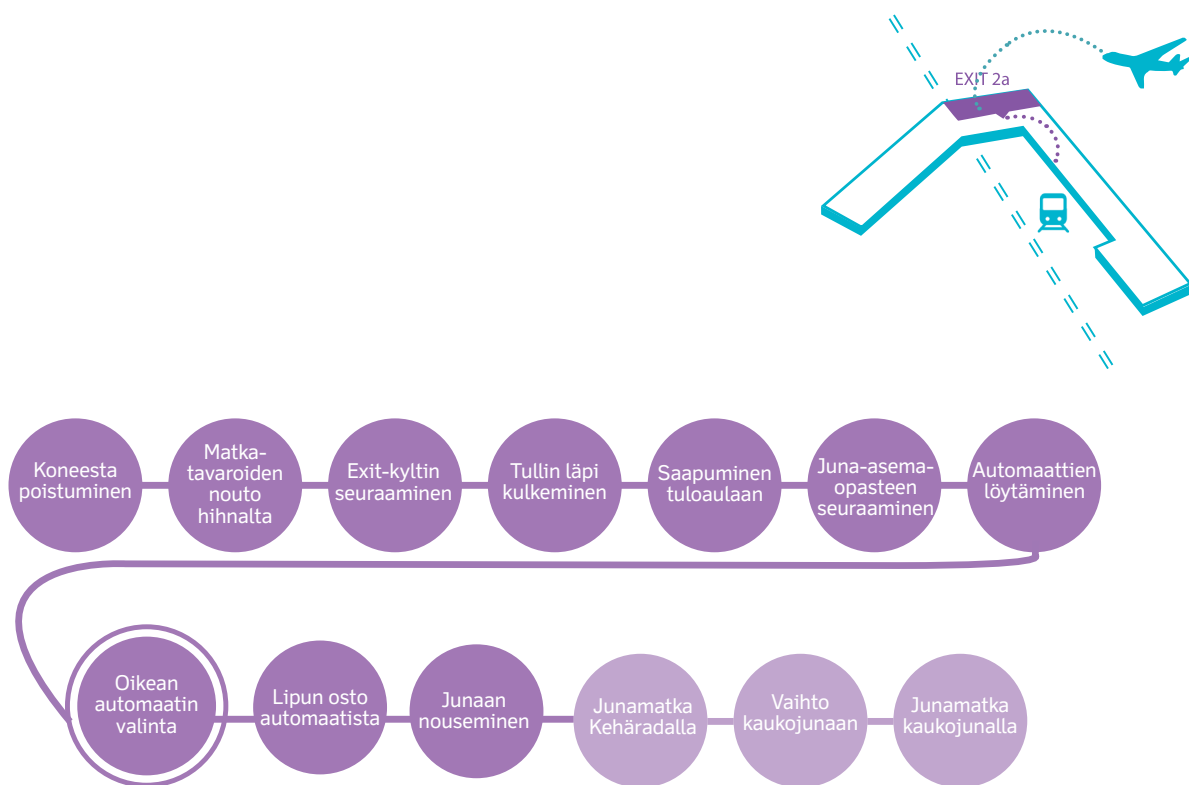 EXIT 2a
Koneesta
poistuminen
Matka-
tavaroiden
nouto
hihnalta
Exit-kyltin
seuraaminen
Tullin läpi
kulkeminen
Saapuminen
tuloaulaan
Juna-asema-
opasteen
seuraaminen
Automaattien
löytäminen
Oikean
automaatin
valinta
Lipun osto
automaatista
Junaan
nouseminen
Junamatka
Kehäradalla
Vaihto
kaukojunaan
Junamatka
kaukojunalla